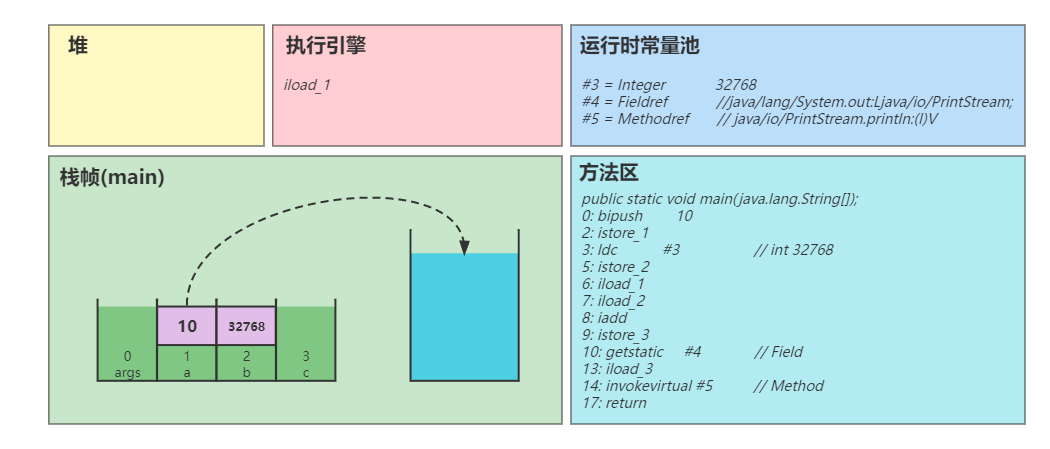 堆
执行引擎
iload_1
运行时常量池
#3 = Integer 32768
#4 = Fieldref //java/lang/System.out:Ljava/io/PrintStream;
#5 = Methodref // java/io/PrintStream.println:(I)V
栈帧(main)
10 32768
0 1 2 3
args a b c
方法区
public static void main(java.lang.String[]);
0: bipush 10
2: istore_1
3: ldc #3 // int 32768
5: istore_2
6: iload_1
7: iload_2
8: iadd
9: istore_3
10: getstatic #4 // Field
13: iload_3
14: invokevirtual #5 // Method
17: return